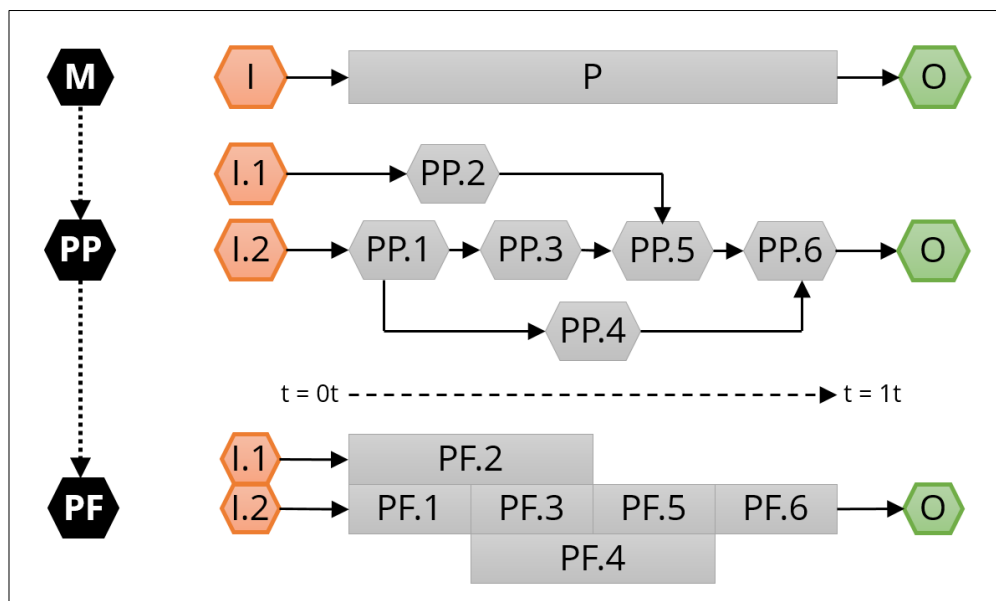 M I P O
I.1 PP.2
PP I.2 PP.1 PP.3 PP.5 PP.6 O
PP.4
t = 0t t = 1t
I.1 PF.2
PF I.2 PF.1 PF.3 PF.5 PF.6 O
PF.4